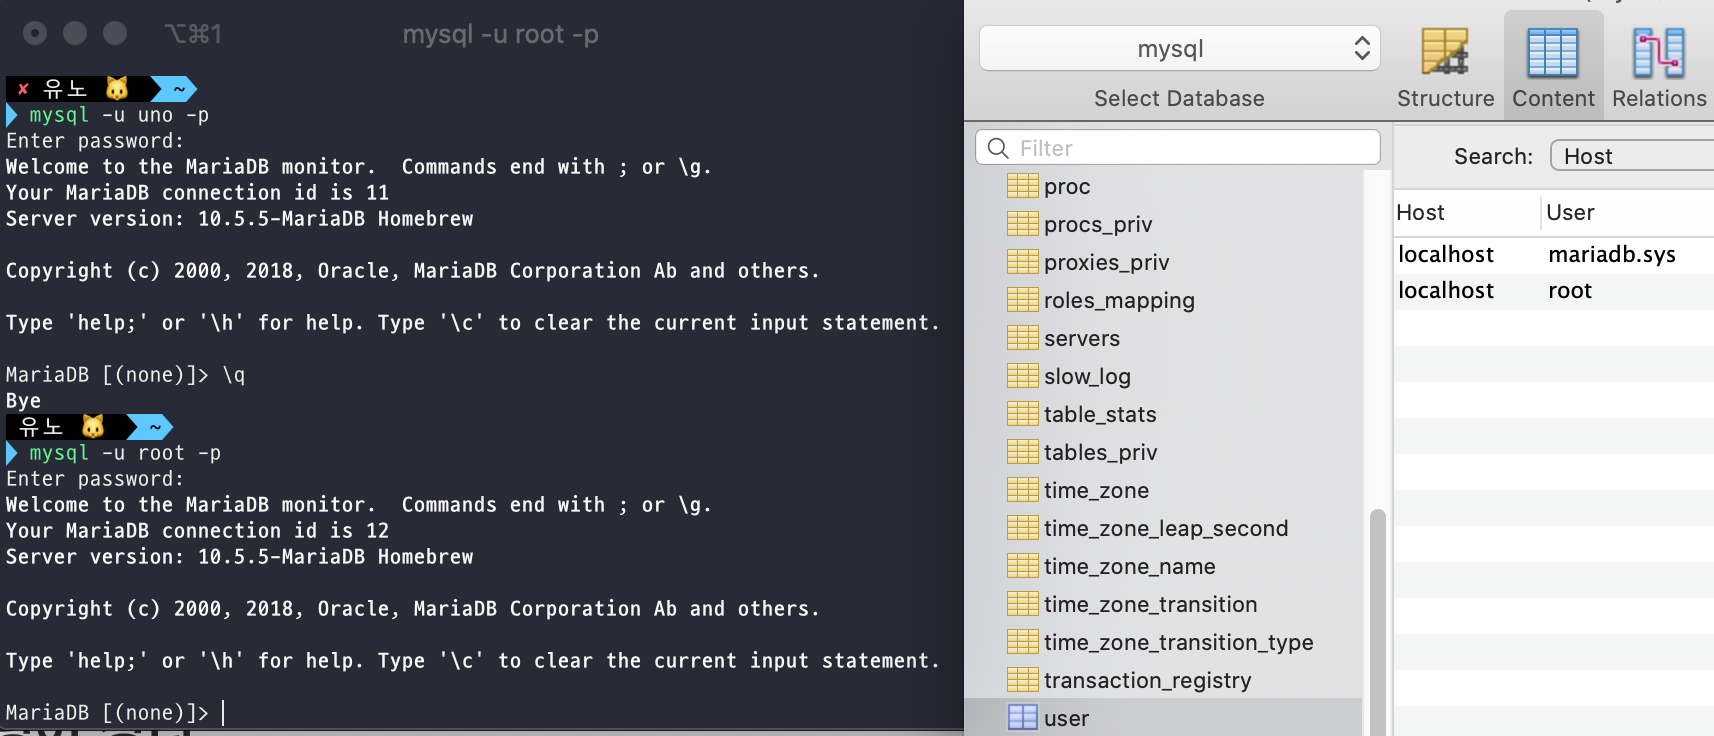 ⌥⌘1
mysql -u root -p
✘ 유노 🐱 ~
mysql -u uno -p
Enter password:
Welcome to the MariaDB monitor.  Commands end with ; or \g.
Your MariaDB connection id is 11
Server version: 10.5.5-MariaDB Homebrew
Copyright (c) 2000, 2018, Oracle, MariaDB Corporation Ab and others.
Type 'help;' or '\h' for help. Type '\c' to clear the current input statement.
MariaDB [(none)]> \q
Bye
유노 🐱 ~
mysql -u root -p
Enter password:
Welcome to the MariaDB monitor.  Commands end with ; or \g.
Your MariaDB connection id is 12
Server version: 10.5.5-MariaDB Homebrew
Copyright (c) 2000, 2018, Oracle, MariaDB Corporation Ab and others.
Type 'help;' or '\h' for help. Type '\c' to clear the current input statement.
MariaDB [(none)]>
mysql
Select Database
Structure
Content
Relations
Filter
proc
procs_priv
proxies_priv
roles_mapping
servers
slow_log
table_stats
tables_priv
time_zone
time_zone_leap_second
time_zone_name
time_zone_transition
time_zone_transition_type
transaction_registry
user
Search: Host
Host User
localhost mariadb.sys
localhost root